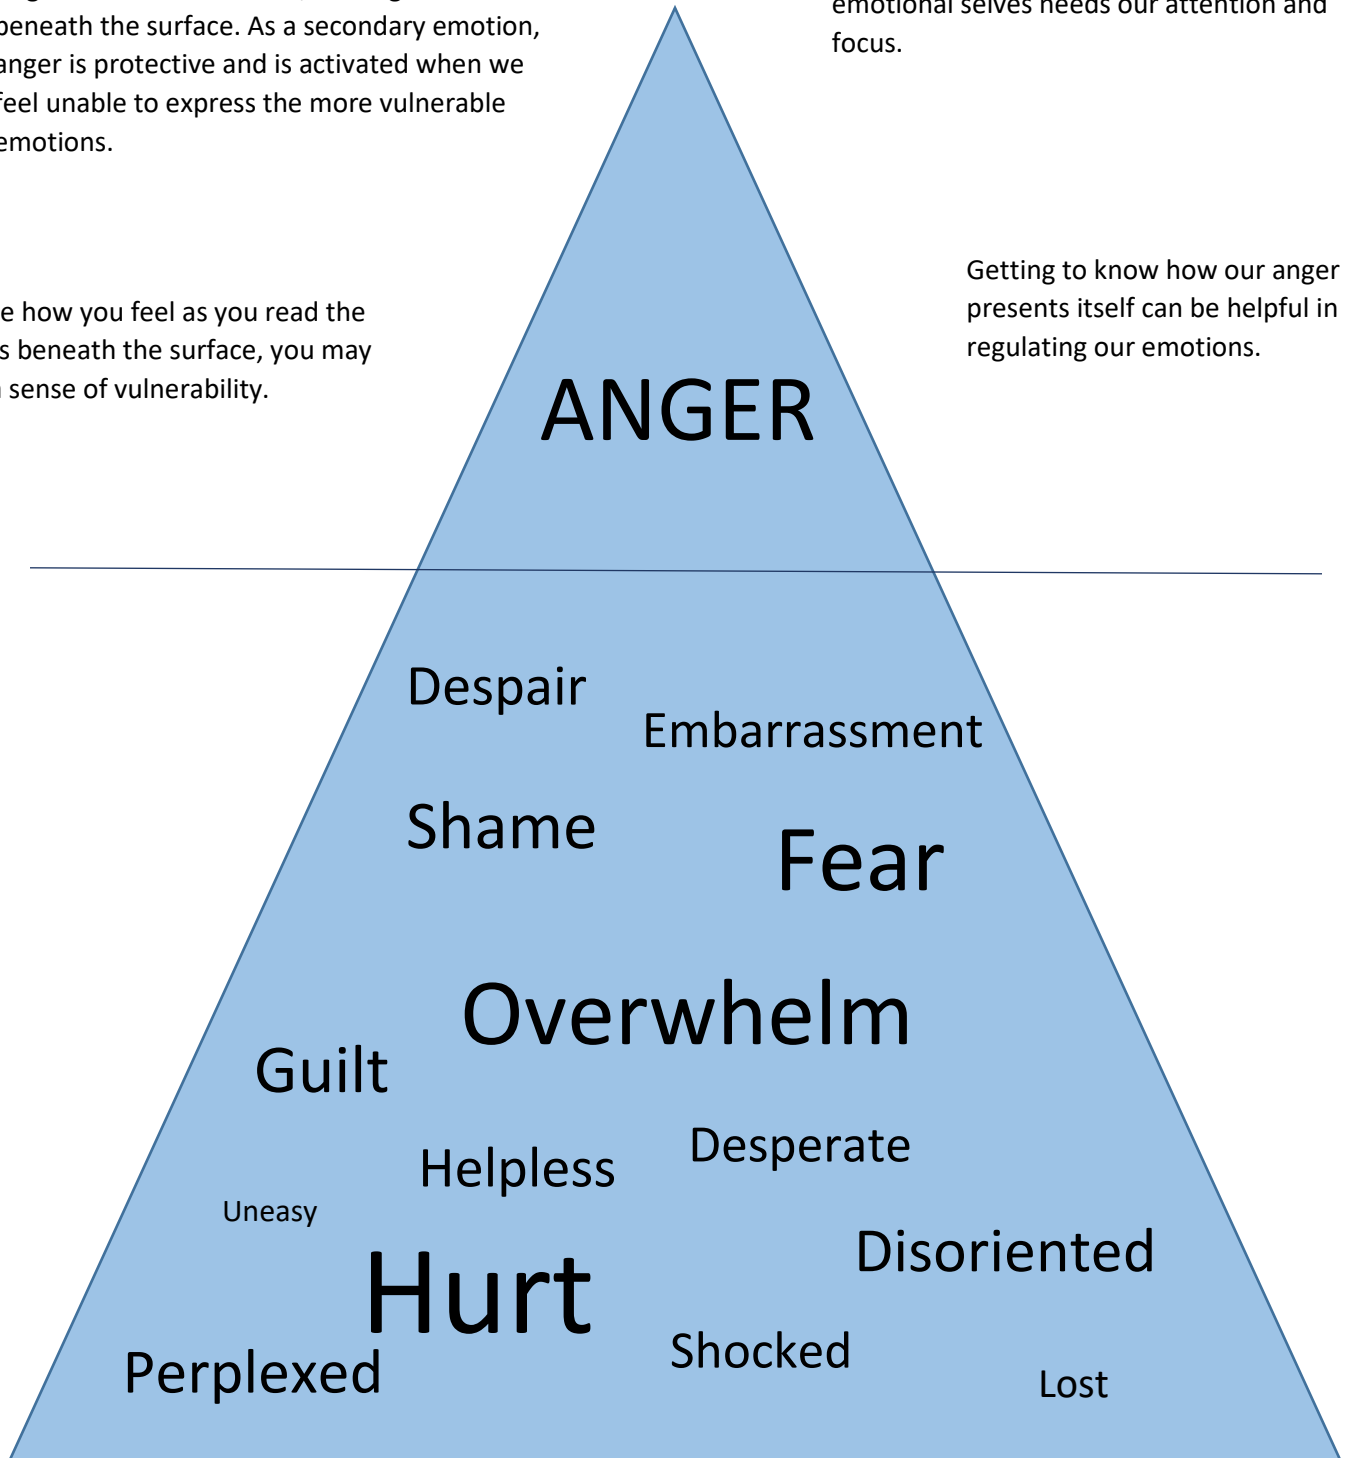 beneath the surface. As a secondary emotion,
anger is protective and is activated when we
feel unable to express the more vulnerable
emotions.
emotional selves needs our attention and
focus.
Getting to know how our anger
presents itself can be helpful in
regulating our emotions.
e how you feel as you read the
s beneath the surface, you may
sense of vulnerability.
ANGER
Despair
Embarrassment
Shame
Fear
Overwhelm
Guilt
Desperate
Helpless
Uneasy
Disoriented
Hurt
Shocked
Perplexed
Lost